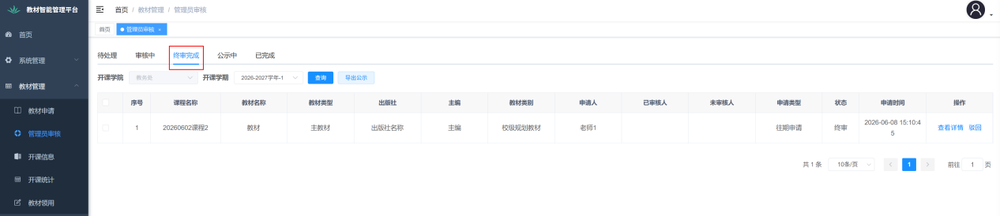 教材智能管理平台
首页 / 教材管理 / 管理员审核
首页
管理员审核 ×
首页
系统管理
教材管理
教材申请
管理员审核
开课信息
开课统计
教材领用
待处理 审核中 终审完成 公示中 已完成
开课学院 教务处 开课学期 2026-2027学年-1 查询 导出公示
序号 课程名称 教材名称 教材类型 出版社 主编 教材类别 申请人 已审核人 未审核人 申请类型 状态 申请时间 操作
1 20260602课程2 教材 主教材 出版社名称 主编 校级规划教材 老师1 往期申请 终审 2026-06-08 15:10:4
5 查看详情 驳回
共 1 条 10条/页 < 1 > 前往 1 页